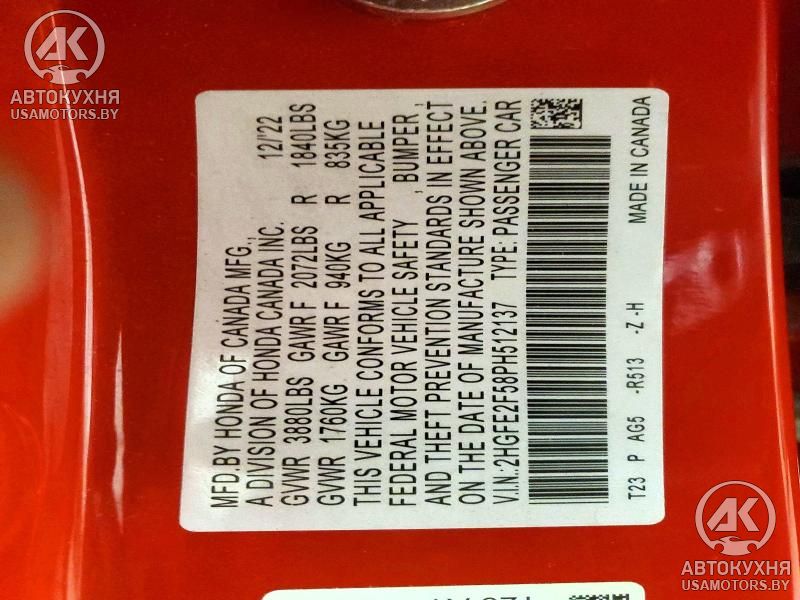 AK
АВТОКУХНЯ
USAMOTORS.BY
MFD.BY HONDA OF CANADA MFG., 12/'22
A DIVISION OF HONDA CANADA INC.
GVWR 3880LBS GAWR F 2072LBS R 1840LBS
GVWR 1760KG GAWR F 940KG R 835KG
THIS VEHICLE CONFORMS TO ALL APPLICABLE
FEDERAL MOTOR VEHICLE SAFETY , BUMPER ,
AND THEFT PREVENTION STANDARDS IN EFFECT
ON THE DATE OF MANUFACTURE SHOWN ABOVE.
V.I.N.:2HGFE2F58PH512137 TYPE: PASSENGER CAR
T23 P AG5 -R513 -Z -H MADE IN CANADA
AK
АВТОКУХНЯ
USAMOTORS.BY